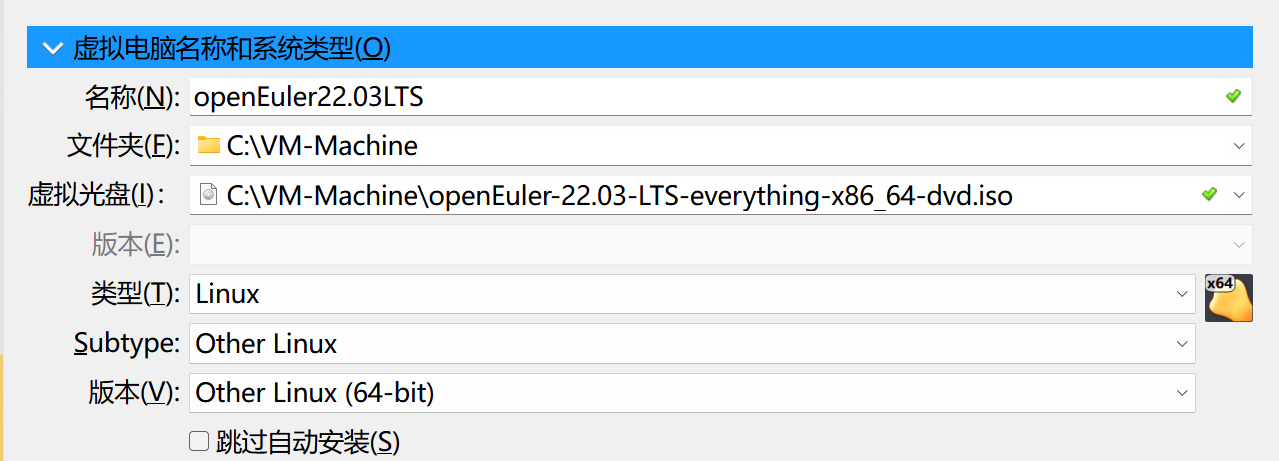 虚拟电脑名称和系统类型(O)
名称(N): openEuler22.03LTS
文件夹(F): C:\VM-Machine
虚拟光盘(I): C:\VM-Machine\openEuler-22.03-LTS-everything-x86_64-dvd.iso
版本(E):
类型(T): Linux x64
Subtype: Other Linux
版本(V): Other Linux (64-bit)
跳过自动安装(S)